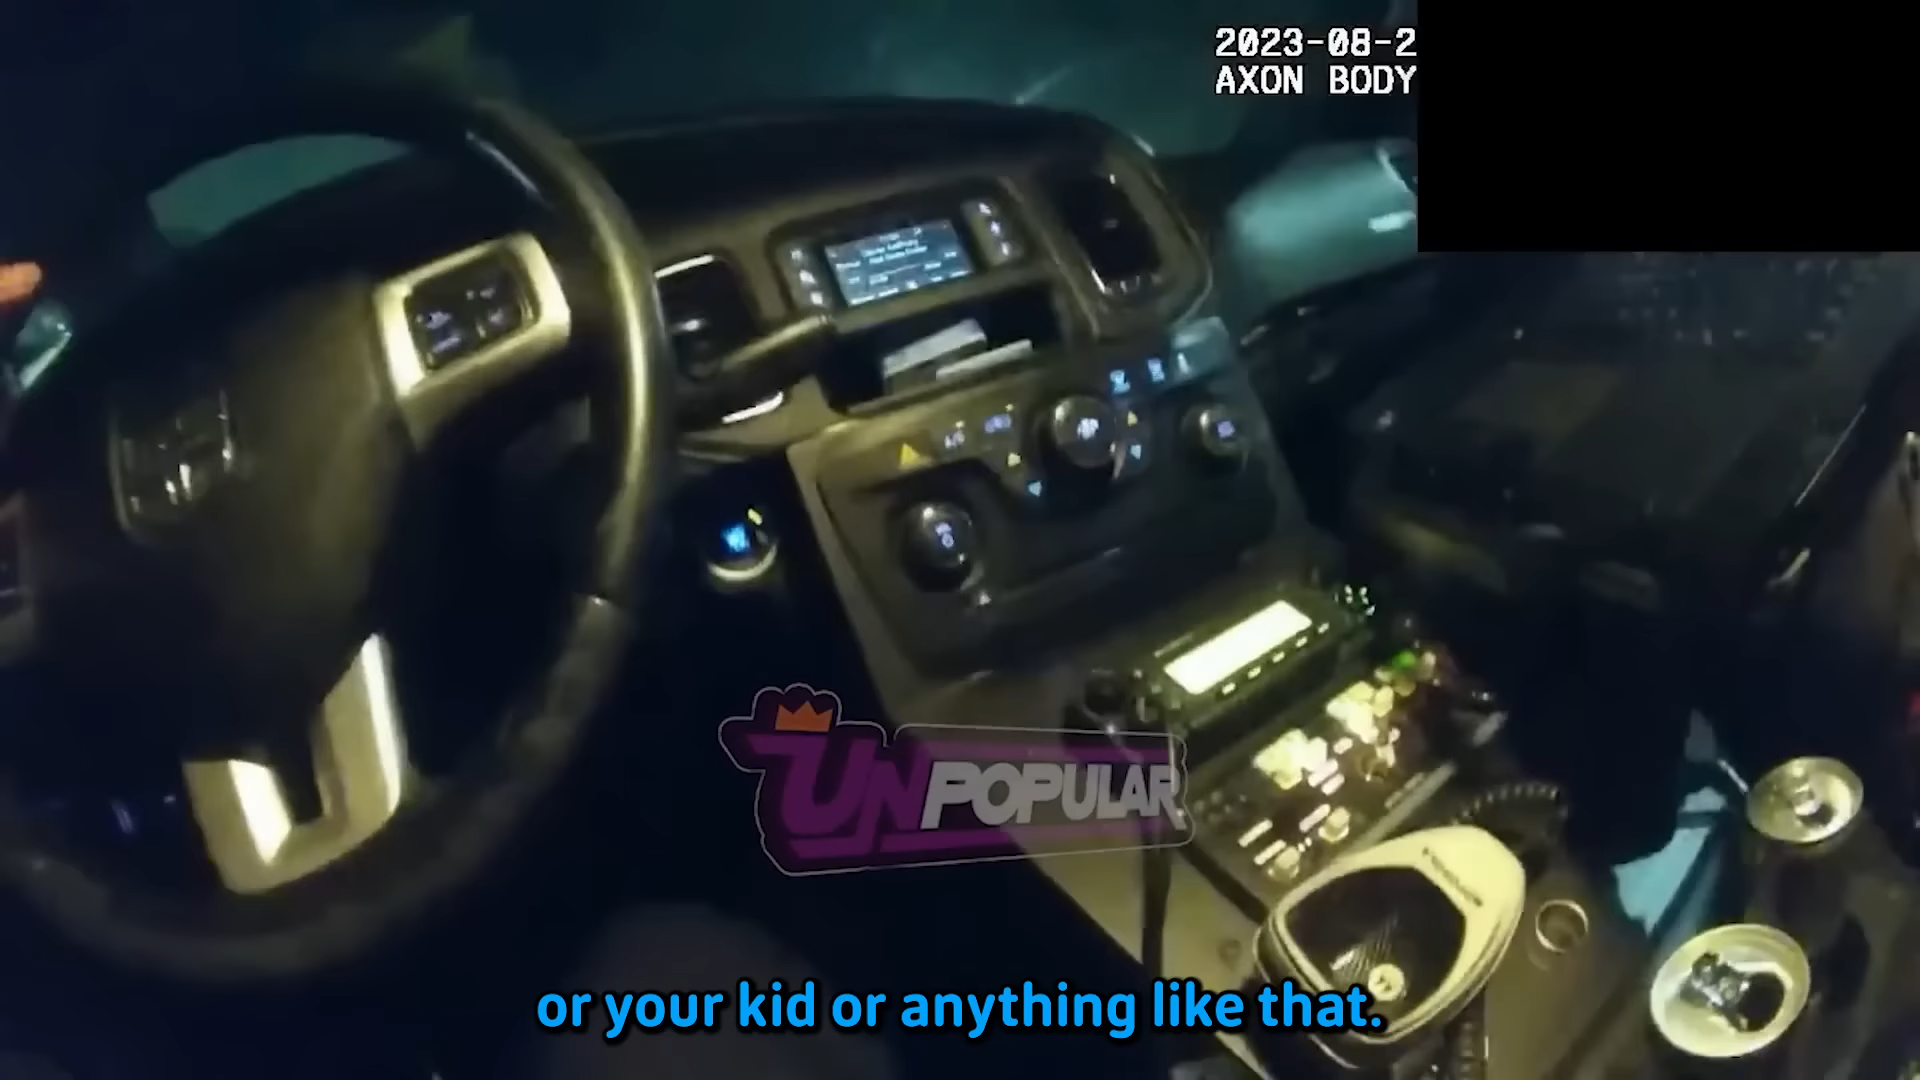 2023-08-2
AXON BODY
UNPOPULAR
or your kid or anything like that.